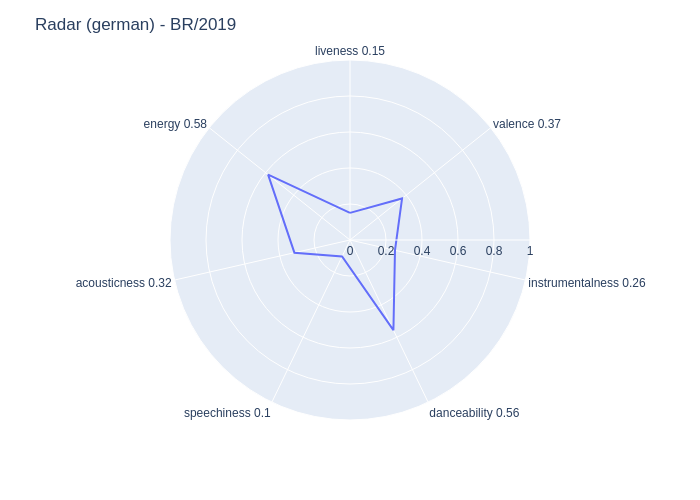 Radar (german) - BR/2019
liveness 0.15
energy 0.58
valence 0.37
0 0.2 0.4 0.6 0.8 1
acousticness 0.32
instrumentalness 0.26
speechiness 0.1
danceability 0.56